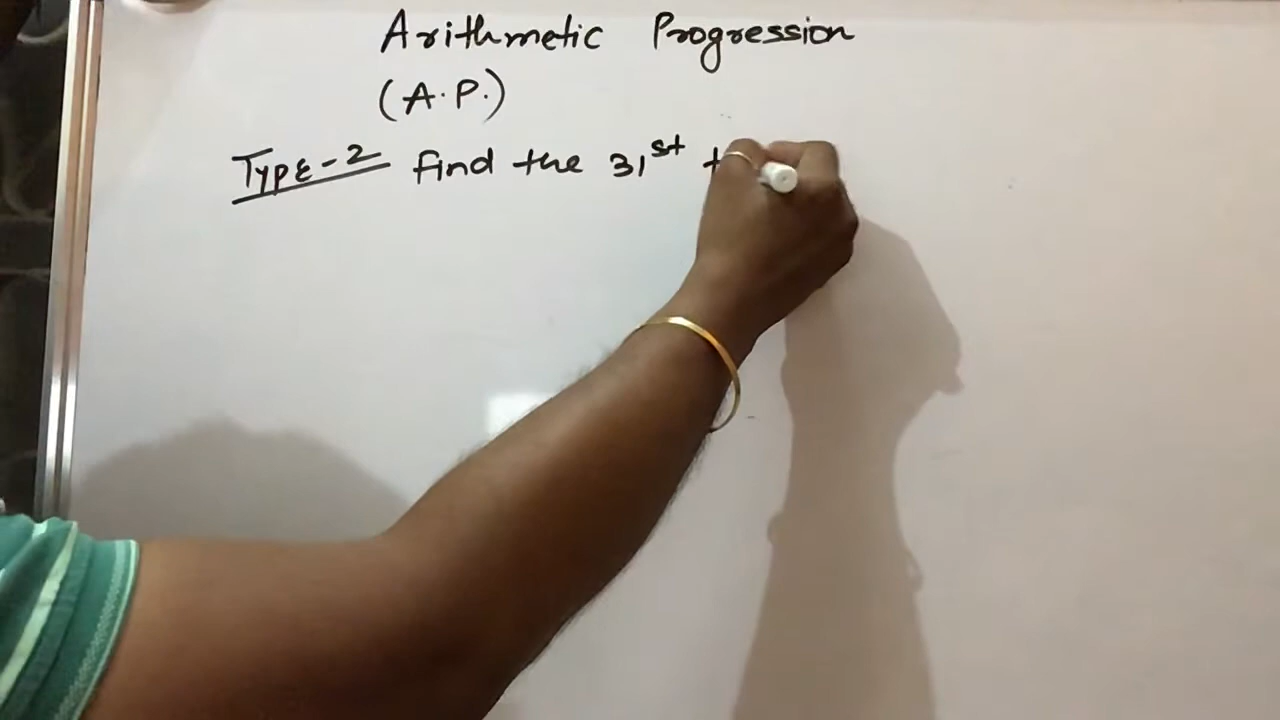 Arithmetic Progression
(A.P.)
Type-2 find the 31st t